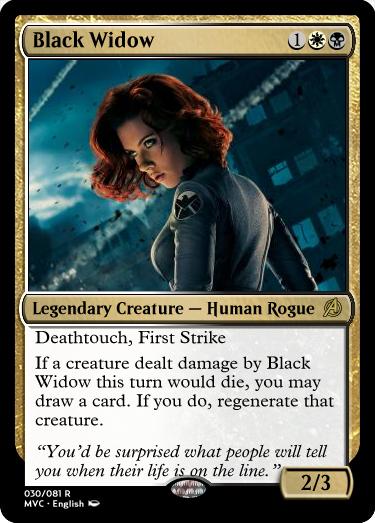 Black Widow 1
Legendary Creature — Human Rogue
Deathtouch, First Strike
If a creature dealt damage by Black
Widow this turn would die, you may
draw a card. If you do, regenerate that
creature.
“You’d be surprised what people will tell
you when their life is on the line.”
2/3
030/081 R
MVC • English